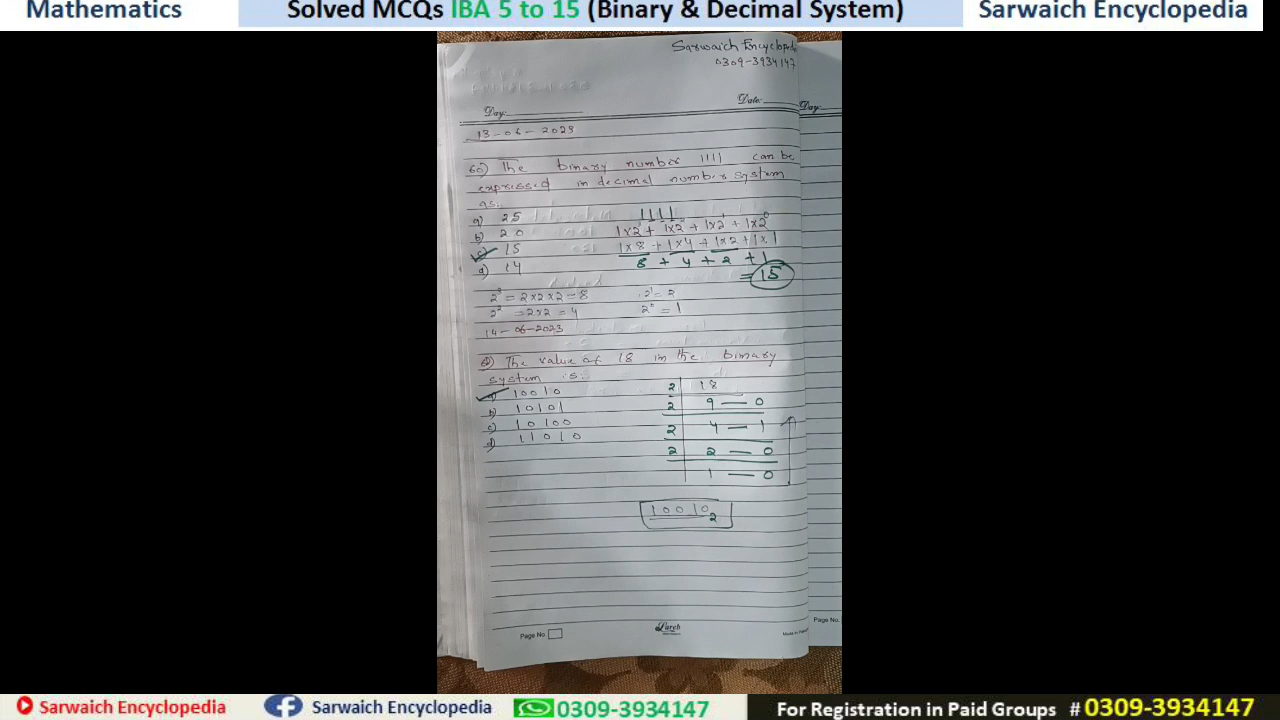 Mathematics
Solved MCQs IBA 5 to 15 (Binary & Decimal System)
Sarwaich Encyclopedia
Sarwaich Encyclopedia
0309-3934147
Day:
Date:
Day:
13-06-2023
60) The binary number 1111 can be
expressed in decimal number system
as..
a) 25
b) 20
c) 15
d) 14
1111
1×2³ + 1×2² + 1×2¹ + 1×2⁰
1×8 + 1×4 + 1×2 + 1×1
8 + 4 + 2 + 1
= 15
2³ = 2×2×2 = 8
2¹ = 2
2² = 2×2 = 4
2⁰ = 1
14-06-2023
The value of 18 in the binary
system is.
10010
b) 10101
c) 10100
d) 11010
2 18
2 9 — 0
2 4 — 1
2 2 — 0
1 — 0
10010₂
Page No.
Page No.
Sarwaich Encyclopedia
Sarwaich Encyclopedia
0309-3934147
For Registration in Paid Groups # 0309-3934147